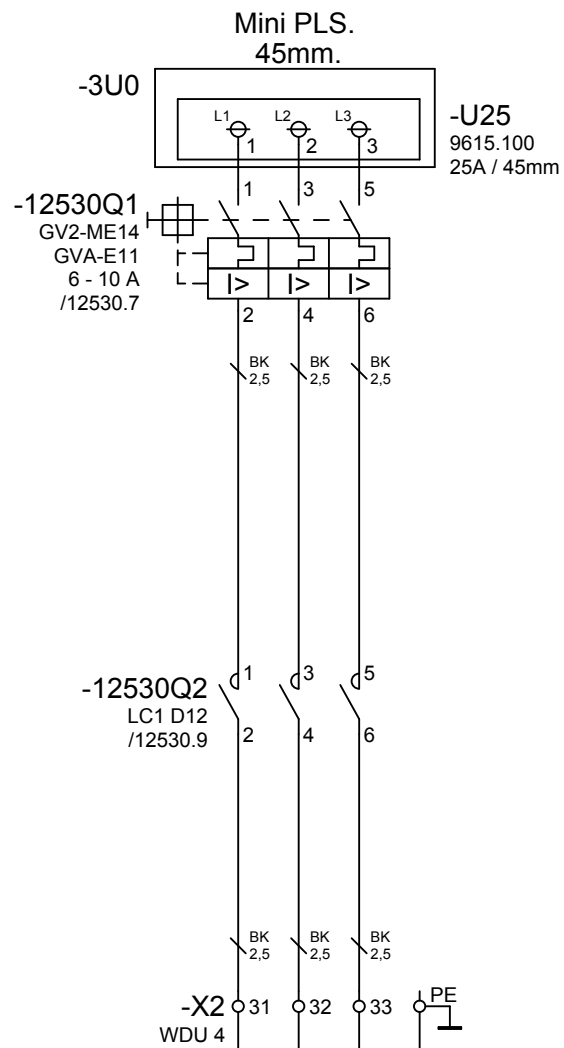 Mini PLS.
45mm.
-3U0
L1 L2 L3
-U25
1 2 3
9615.100
25A / 45mm
1 3 5
-12530Q1
GV2-ME14
GVA-E11
6 - 10 A
I> I> I>
/12530.7
2 4 6
BK BK BK
2,5 2,5 2,5
1 3 5
-12530Q2
LC1 D12
/12530.9
2 4 6
BK BK BK
2,5 2,5 2,5
-X2 31 32 33 PE
WDU 4